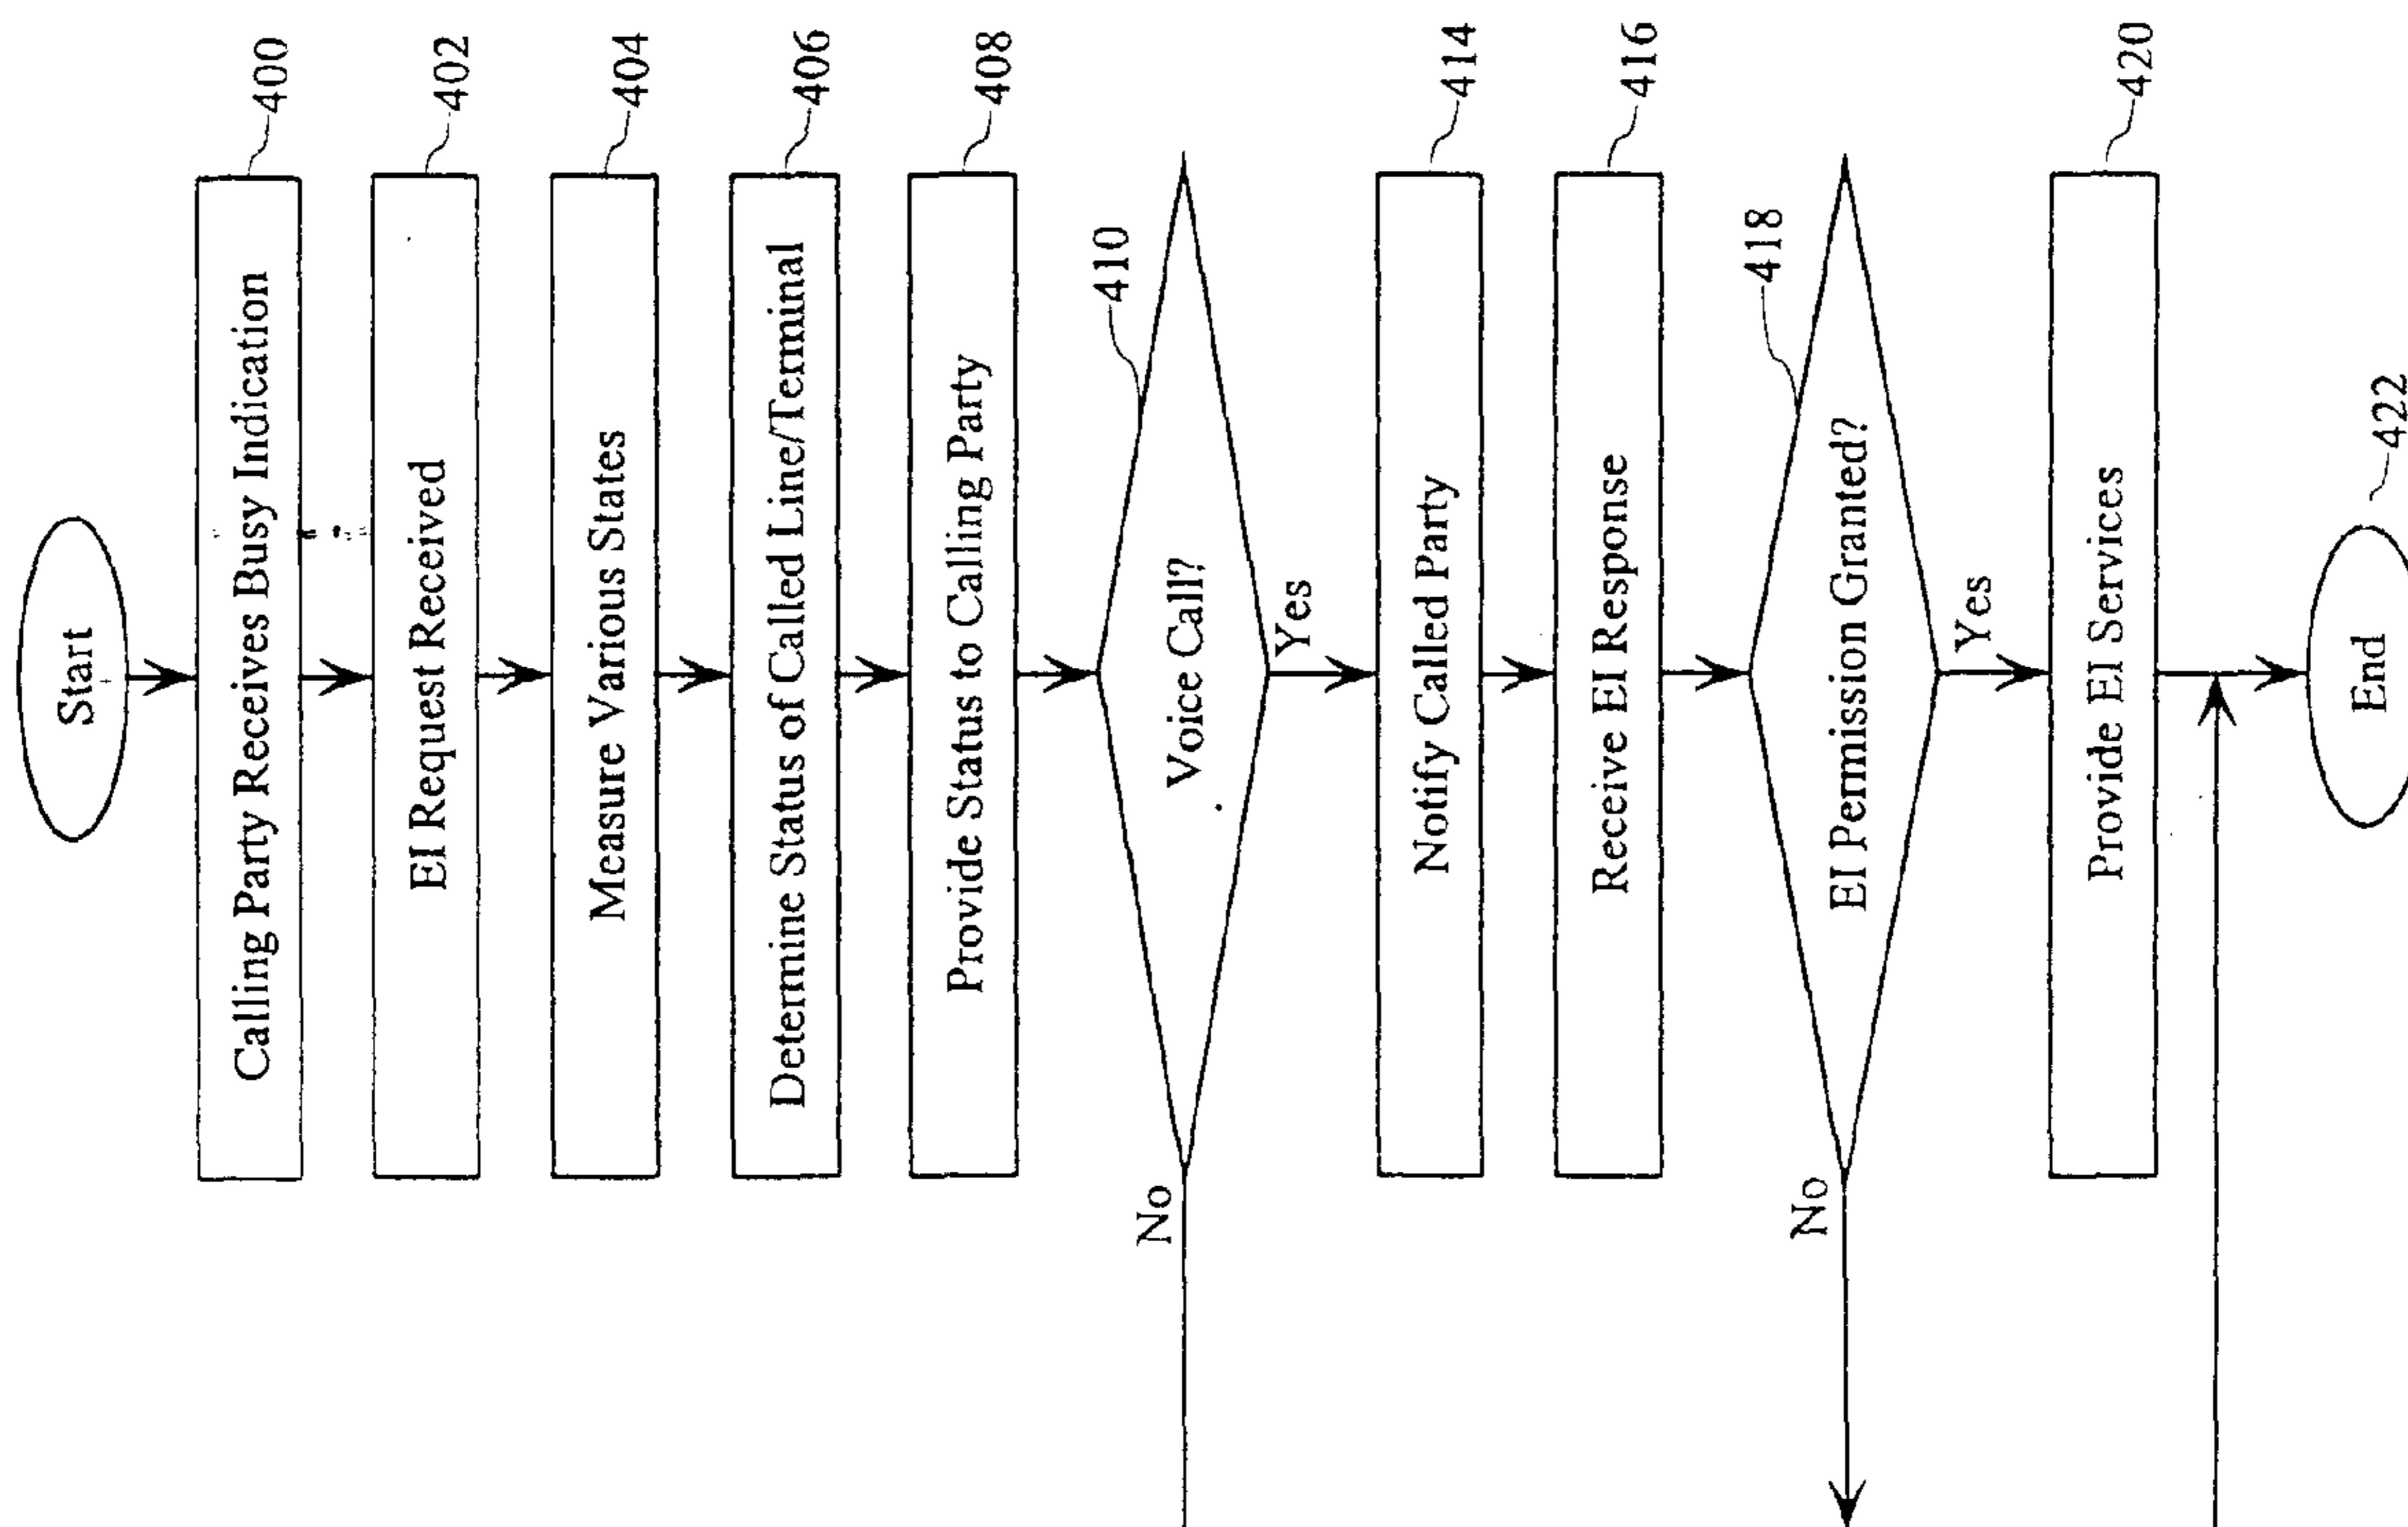 Start
Calling Party Receives Busy Indication
400
EI Request Received
402
Measure Various States
404
Determine Status of Called Line/Terminal
406
Provide Status to Calling Party
408
Voice Call?
410
No
Yes
Notify Called Party
414
Receive EI Response
416
EI Permission Granted?
418
No
Yes
Provide EI Services
420
End
422